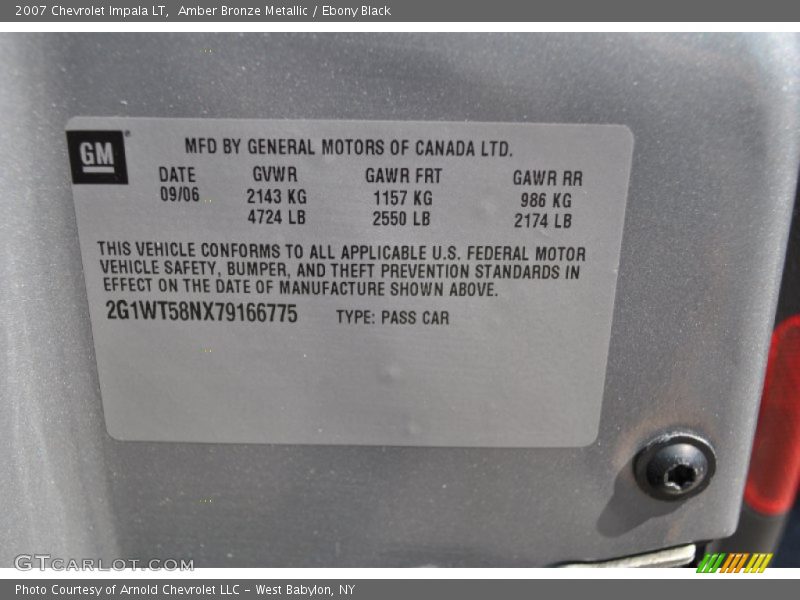 2007 Chevrolet Impala LT,  Amber Bronze Metallic / Ebony Black
GM
MFD BY GENERAL MOTORS OF CANADA LTD.
DATE GVWR GAWR FRT GAWR RR
09/06 2143 KG 1157 KG 986 KG
4724 LB 2550 LB 2174 LB
THIS VEHICLE CONFORMS TO ALL APPLICABLE U.S. FEDERAL MOTOR
VEHICLE SAFETY, BUMPER, AND THEFT PREVENTION STANDARDS IN
EFFECT ON THE DATE OF MANUFACTURE SHOWN ABOVE.
2G1WT58NX79166775 TYPE: PASS CAR
GTCARLOT.COM
Photo Courtesy of Arnold Chevrolet LLC - West Babylon, NY